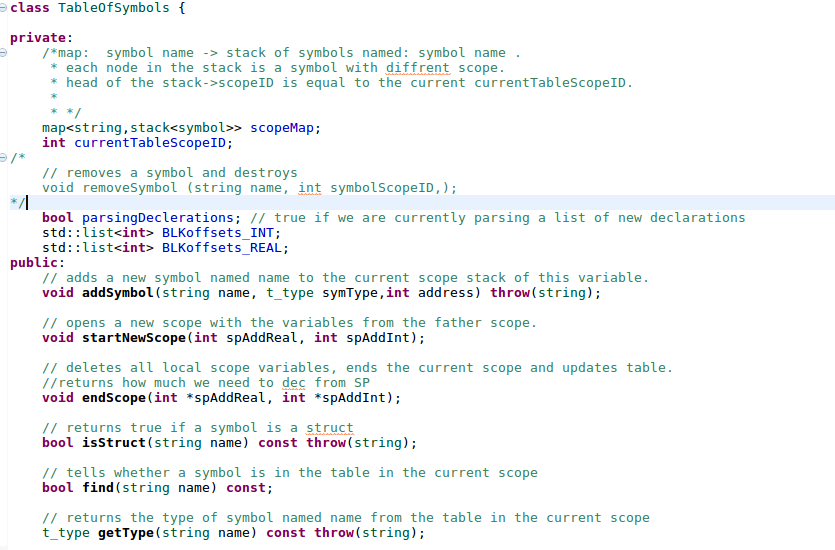 class TableOfSymbols {
private:
/*map:  symbol name -> stack of symbols named: symbol name .
* each node in the stack is a symbol with diffrent scope.
* head of the stack->scopeID is equal to the current currentTableScopeID.
*
* */
map<string,stack<symbol>> scopeMap;
int currentTableScopeID;
/*
// removes a symbol and destroys
void removeSymbol (string name, int symbolScopeID,);
*/
bool parsingDeclerations; // true if we are currently parsing a list of new declarations
std::list<int> BLKoffsets_INT;
std::list<int> BLKoffsets_REAL;
public:
// adds a new symbol named name to the current scope stack of this variable.
void addSymbol(string name, t_type symType,int address) throw(string);
// opens a new scope with the variables from the father scope.
void startNewScope(int spAddReal, int spAddInt);
// deletes all local scope variables, ends the current scope and updates table.
//returns how much we need to dec from SP
void endScope(int *spAddReal, int *spAddInt);
// returns true if a symbol is a struct
bool isStruct(string name) const throw(string);
// tells whether a symbol is in the table in the current scope
bool find(string name) const;
// returns the type of symbol named name from the table in the current scope
t_type getType(string name) const throw(string);